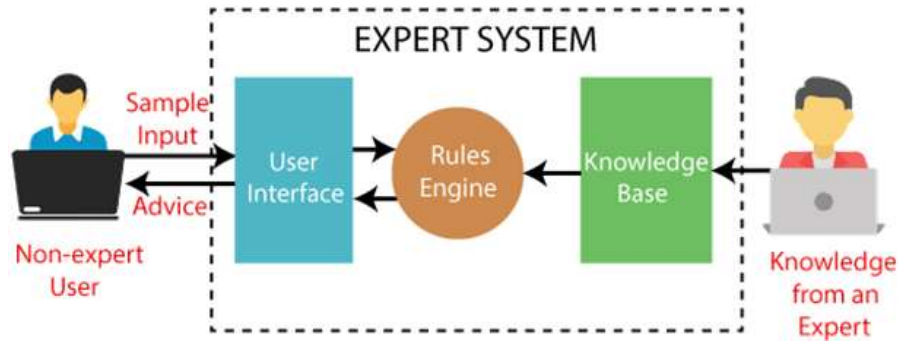 EXPERT SYSTEM
Sample
Input
Advice
Non-expert
User
User
Interface
Rules
Engine
Knowledge
Base
Knowledge
from an
Expert